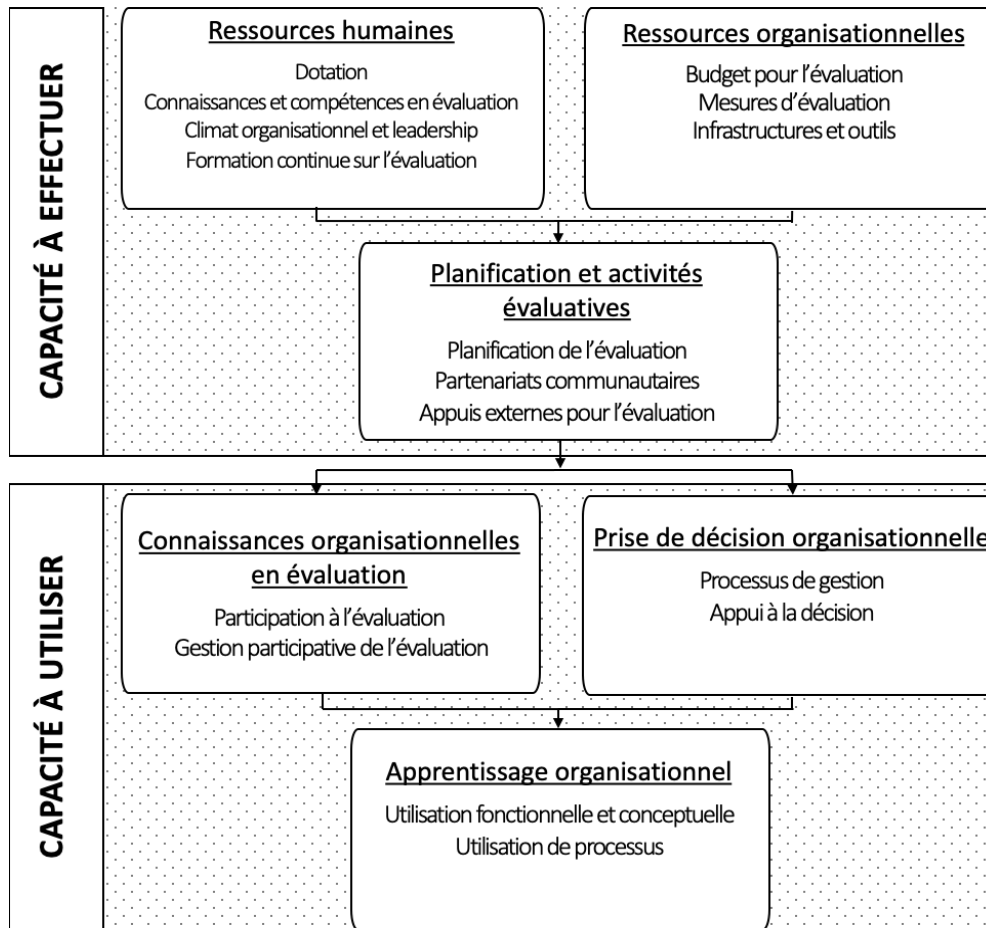 CAPACITÉ À EFFECTUER
Ressources humaines
Dotation
Connaissances et compétences en évaluation
Climat organisationnel et leadership
Formation continue sur l’évaluation
Ressources organisationnelles
Budget pour l’évaluation
Mesures d’évaluation
Infrastructures et outils
Planification et activités
évaluatives
Planification de l’évaluation
Partenariats communautaires
Appuis externes pour l’évaluation
CAPACITÉ À UTILISER
Connaissances organisationnelles
en évaluation
Participation à l’évaluation
Gestion participative de l’évaluation
Prise de décision organisationnelle
Processus de gestion
Appui à la décision
Apprentissage organisationnel
Utilisation fonctionnelle et conceptuelle
Utilisation de processus